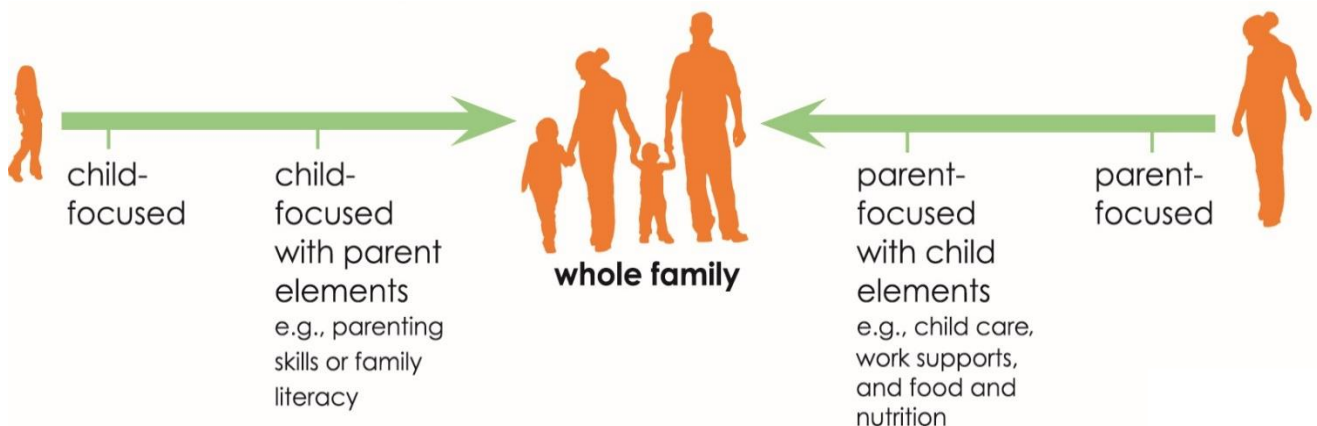 child-
focused
child-
focused
with parent
elements
e.g., parenting
skills or family
literacy
whole family
parent-
focused
with child
elements
e.g., child care,
work supports,
and food and
nutrition
parent-
focused